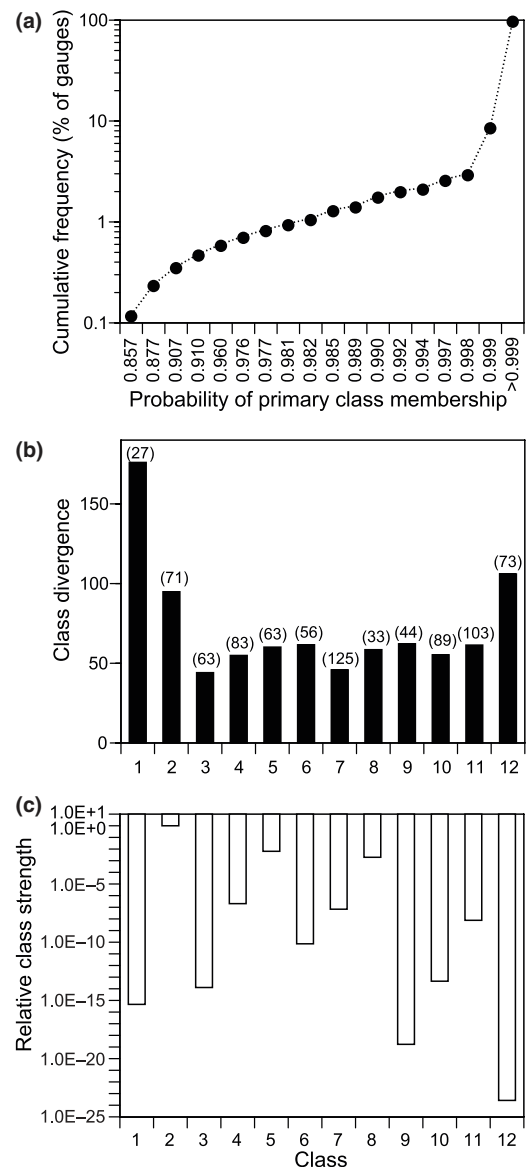 (a)
Cumulative frequency (% of gauges)
100
10
1
0.1
0.857 0.877 0.907 0.910 0.960 0.976 0.977 0.981 0.982 0.985 0.989 0.990 0.992 0.994 0.997 0.998 0.999 >0.999
Probability of primary class membership
(b)
Class divergence
150
100
50
0
(27) (71) (63) (83) (63) (56) (125) (33) (44) (89) (103) (73)
1 2 3 4 5 6 7 8 9 10 11 12
(c)
Relative class strength
1.0E+1
1.0E+0
1.0E–5
1.0E–10
1.0E–15
1.0E–20
1.0E–25
1 2 3 4 5 6 7 8 9 10 11 12
Class